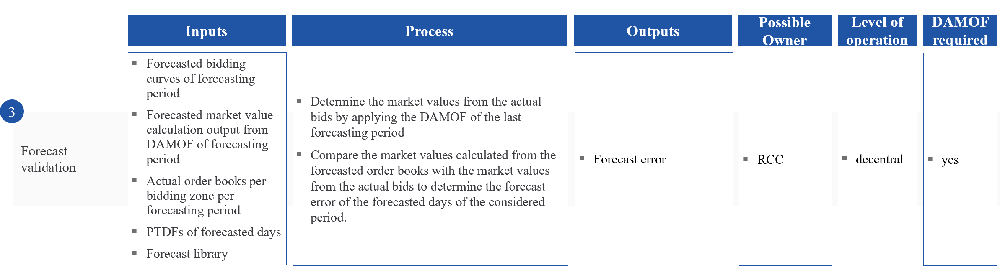 Inputs
Process
Outputs
Possible
Owner
Level of
operation
DAMOF
required
3
Forecast
validation
▪ Forecasted bidding
curves of forecasting
period
▪ Forecasted market value
calculation output from
DAMOF of forecasting
period
▪ Actual order books per
bidding zone per
forecasting period
▪ PTDFs of forecasted days
▪ Forecast library
▪ Determine the market values from the actual
bids by applying the DAMOF of the last
forecasting period
▪ Compare the market values calculated from the
forecasted order books with the market values
from the actual bids to determine the forecast
error of the forecasted days of the considered
period.
▪ Forecast error
▪ RCC
▪ decentral
▪ yes